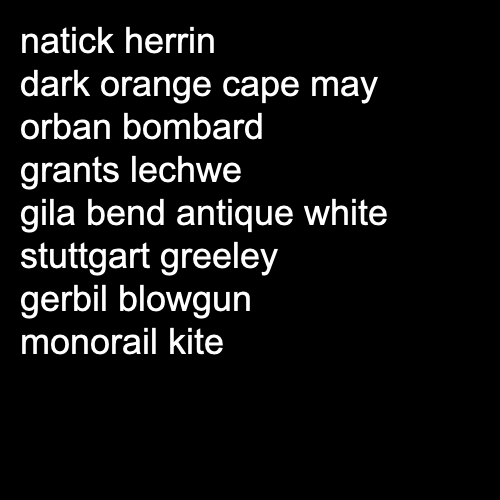 natick herrin
dark orange cape may
orban bombard
grants lechwe
gila bend antique white
stuttgart greeley
gerbil blowgun
monorail kite